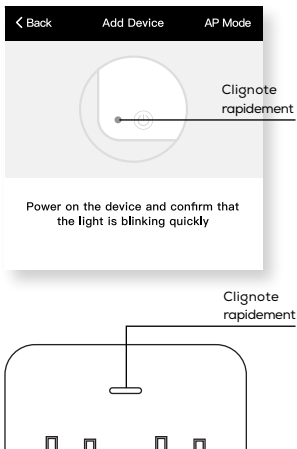 Back Add Device AP Mode
Clignote
rapidement
Power on the device and confirm that
the light is blinking quickly
Clignote
rapidement